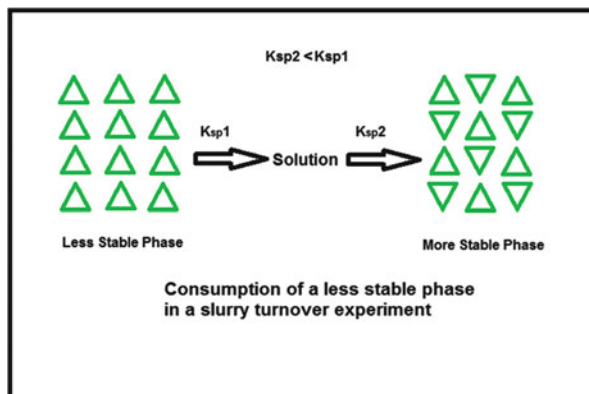 Ksp2 <Ksp1
Ksp1
Ksp2
Solution
Less Stable Phase
More Stable Phase
Consumption of a less stable phase
in a slurry turnover experiment